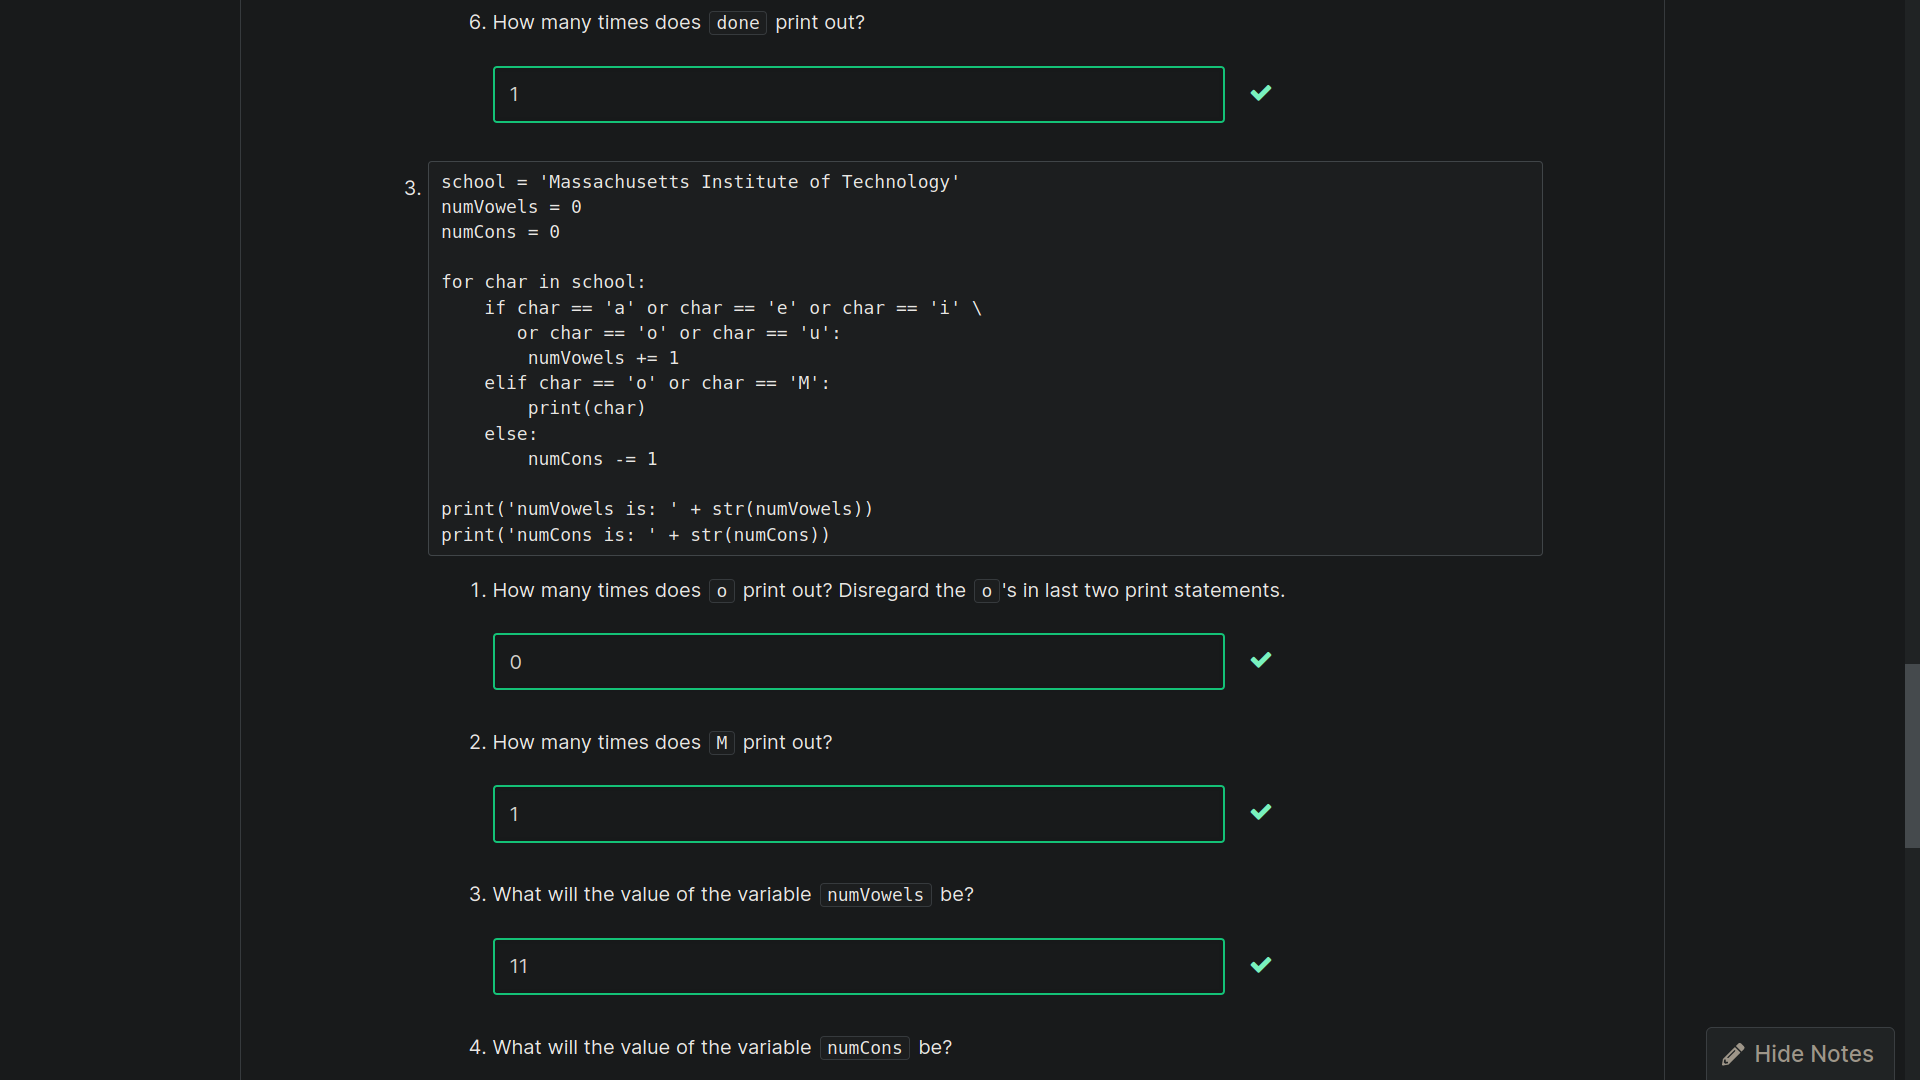 6. How many times does done print out?
1
3.
school = 'Massachusetts Institute of Technology'
numVowels = 0
numCons = 0
for char in school:
    if char == 'a' or char == 'e' or char == 'i' \
       or char == 'o' or char == 'u':
        numVowels += 1
    elif char == 'o' or char == 'M':
        print(char)
    else:
        numCons -= 1
print('numVowels is: ' + str(numVowels))
print('numCons is: ' + str(numCons))
1. How many times does o print out? Disregard the o's in last two print statements.
0
2. How many times does M print out?
1
3. What will the value of the variable numVowels be?
11
4. What will the value of the variable numCons be?
Hide Notes